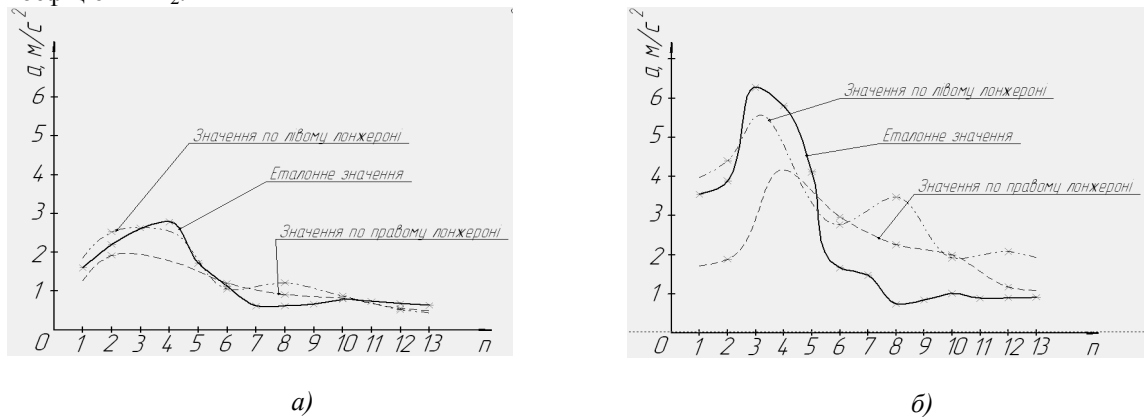 a, м/с²
6
5
4
3
2
1
0 1 2 3 4 5 6 7 8 9 10 11 12 13 n
Значення по лівому лонжероні
Еталонне значення
Значення по правому лонжероні
а)
a, м/с²
6
5
4
3
2
1
0 1 2 3 4 5 6 7 8 9 10 11 12 13 n
Значення по лівому лонжероні
Еталонне значення
Значення по правому лонжероні
б)